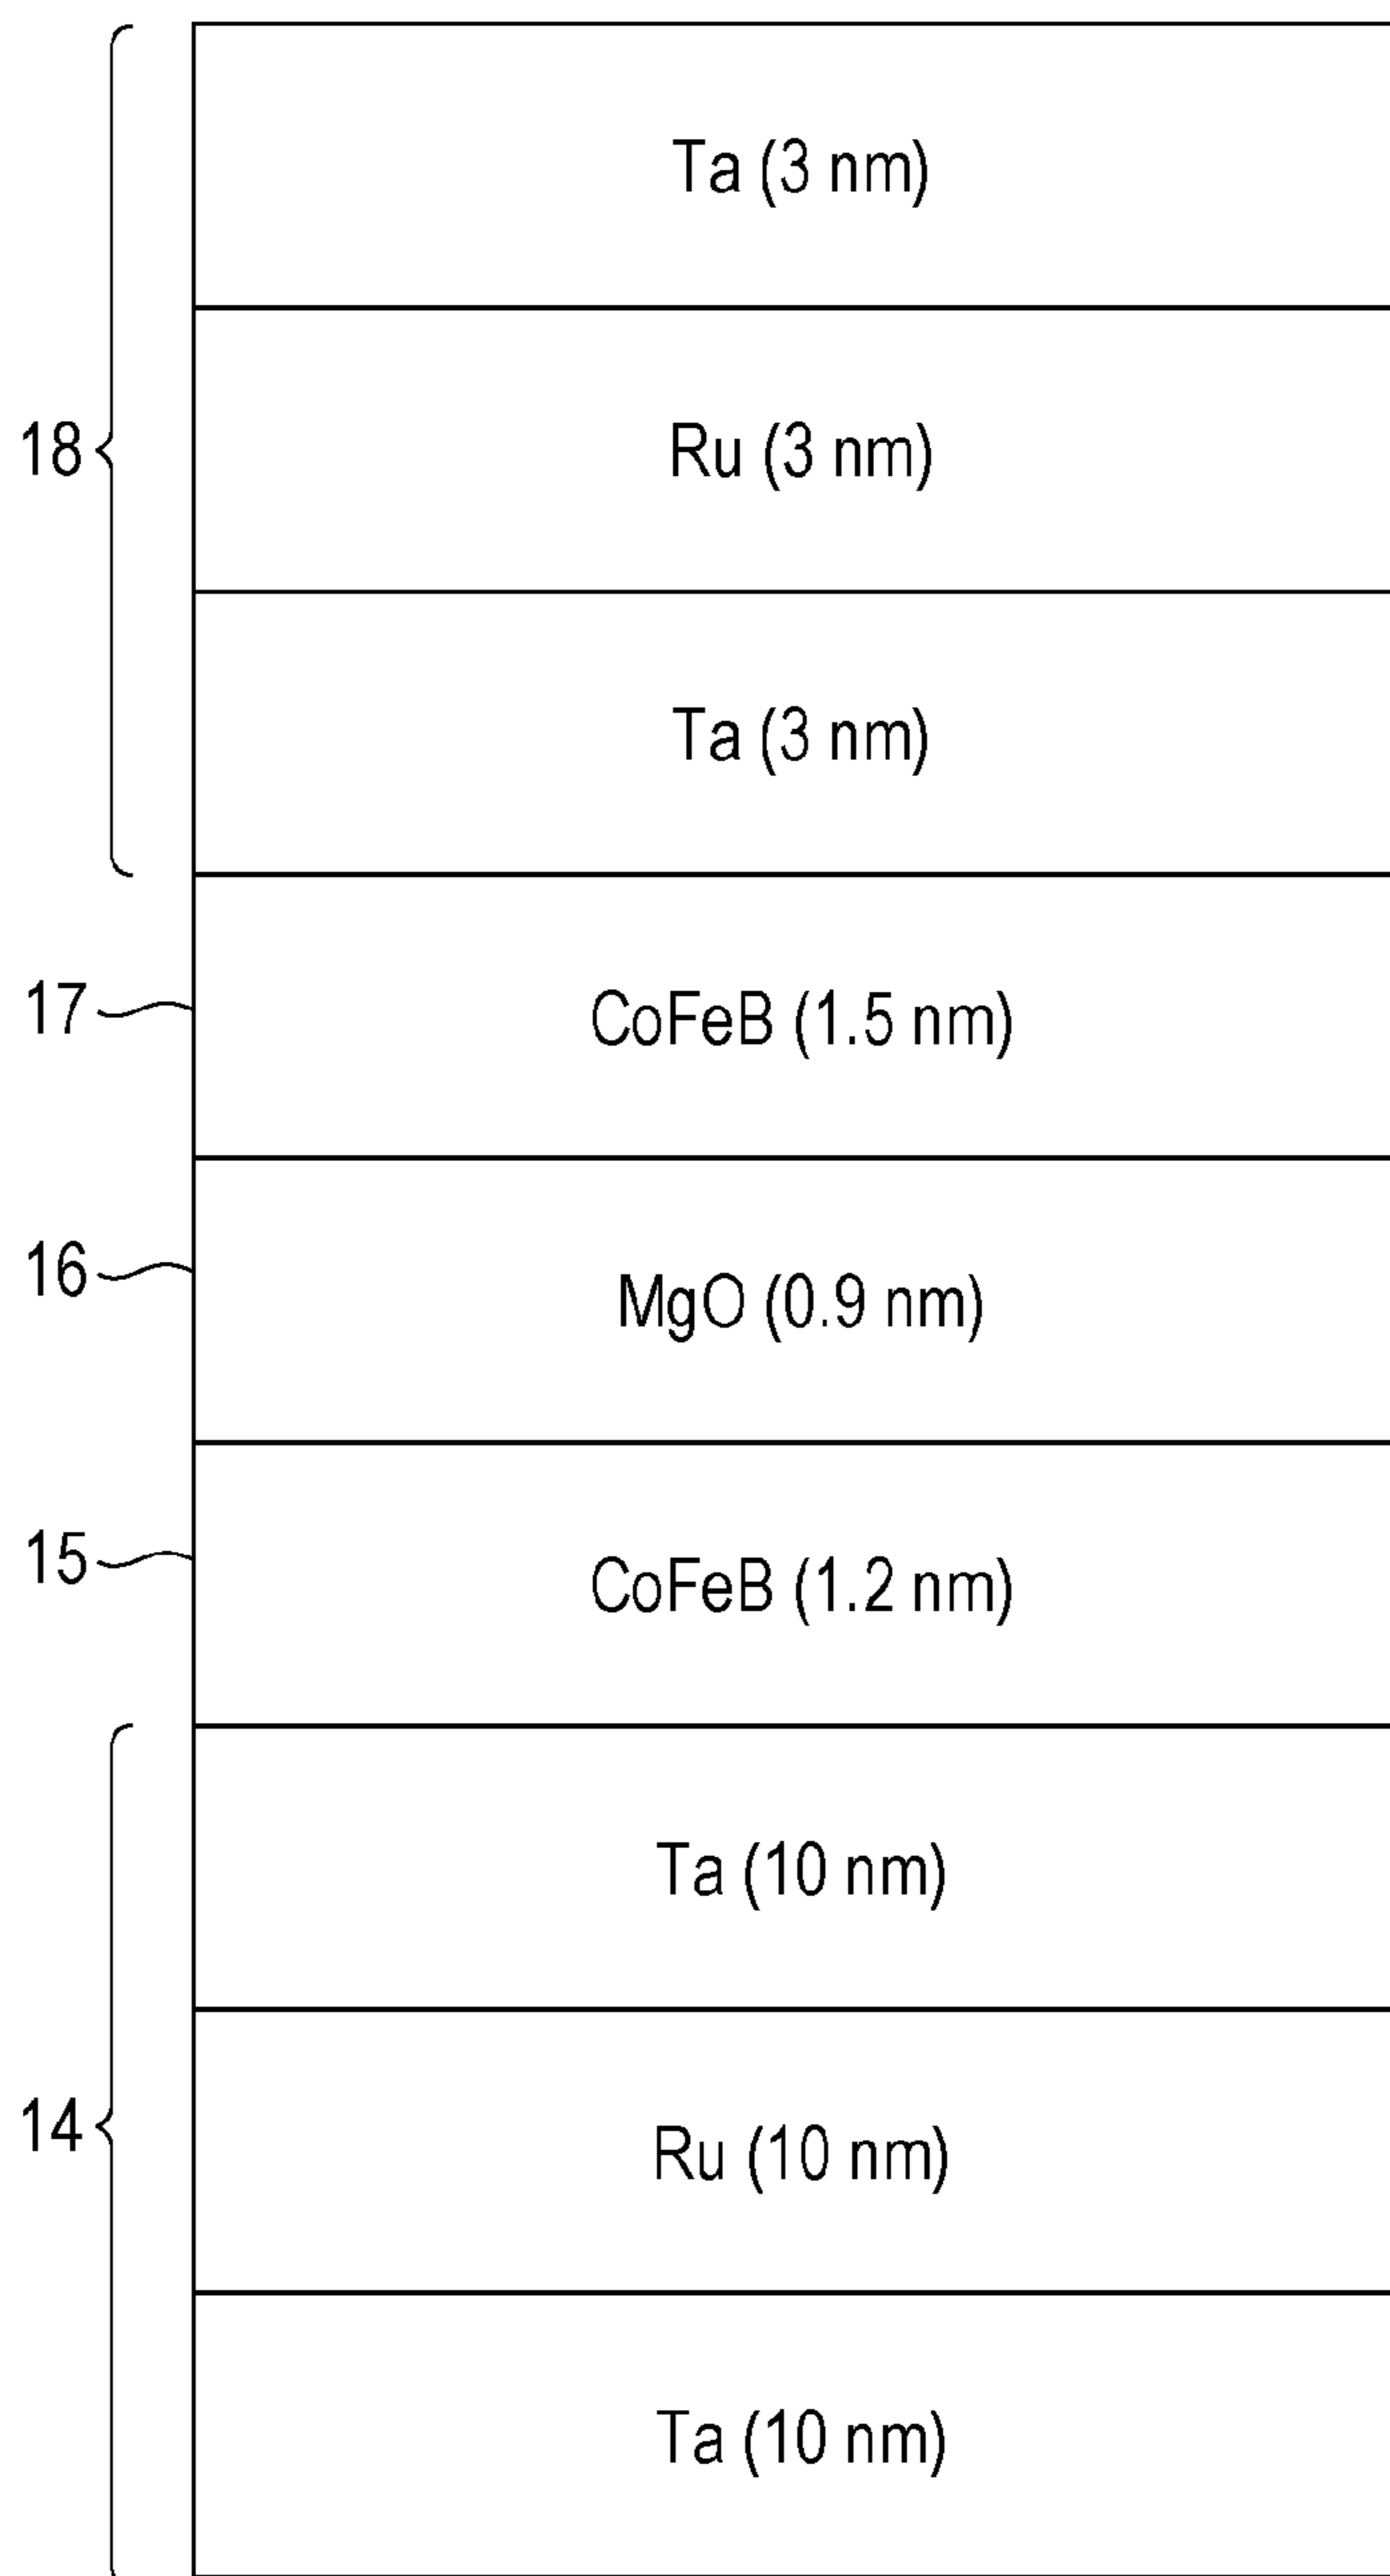 Ta (3 nm)
18
Ru (3 nm)
Ta (3 nm)
17
CoFeB (1.5 nm)
16
MgO (0.9 nm)
15
CoFeB (1.2 nm)
Ta (10 nm)
14
Ru (10 nm)
Ta (10 nm)